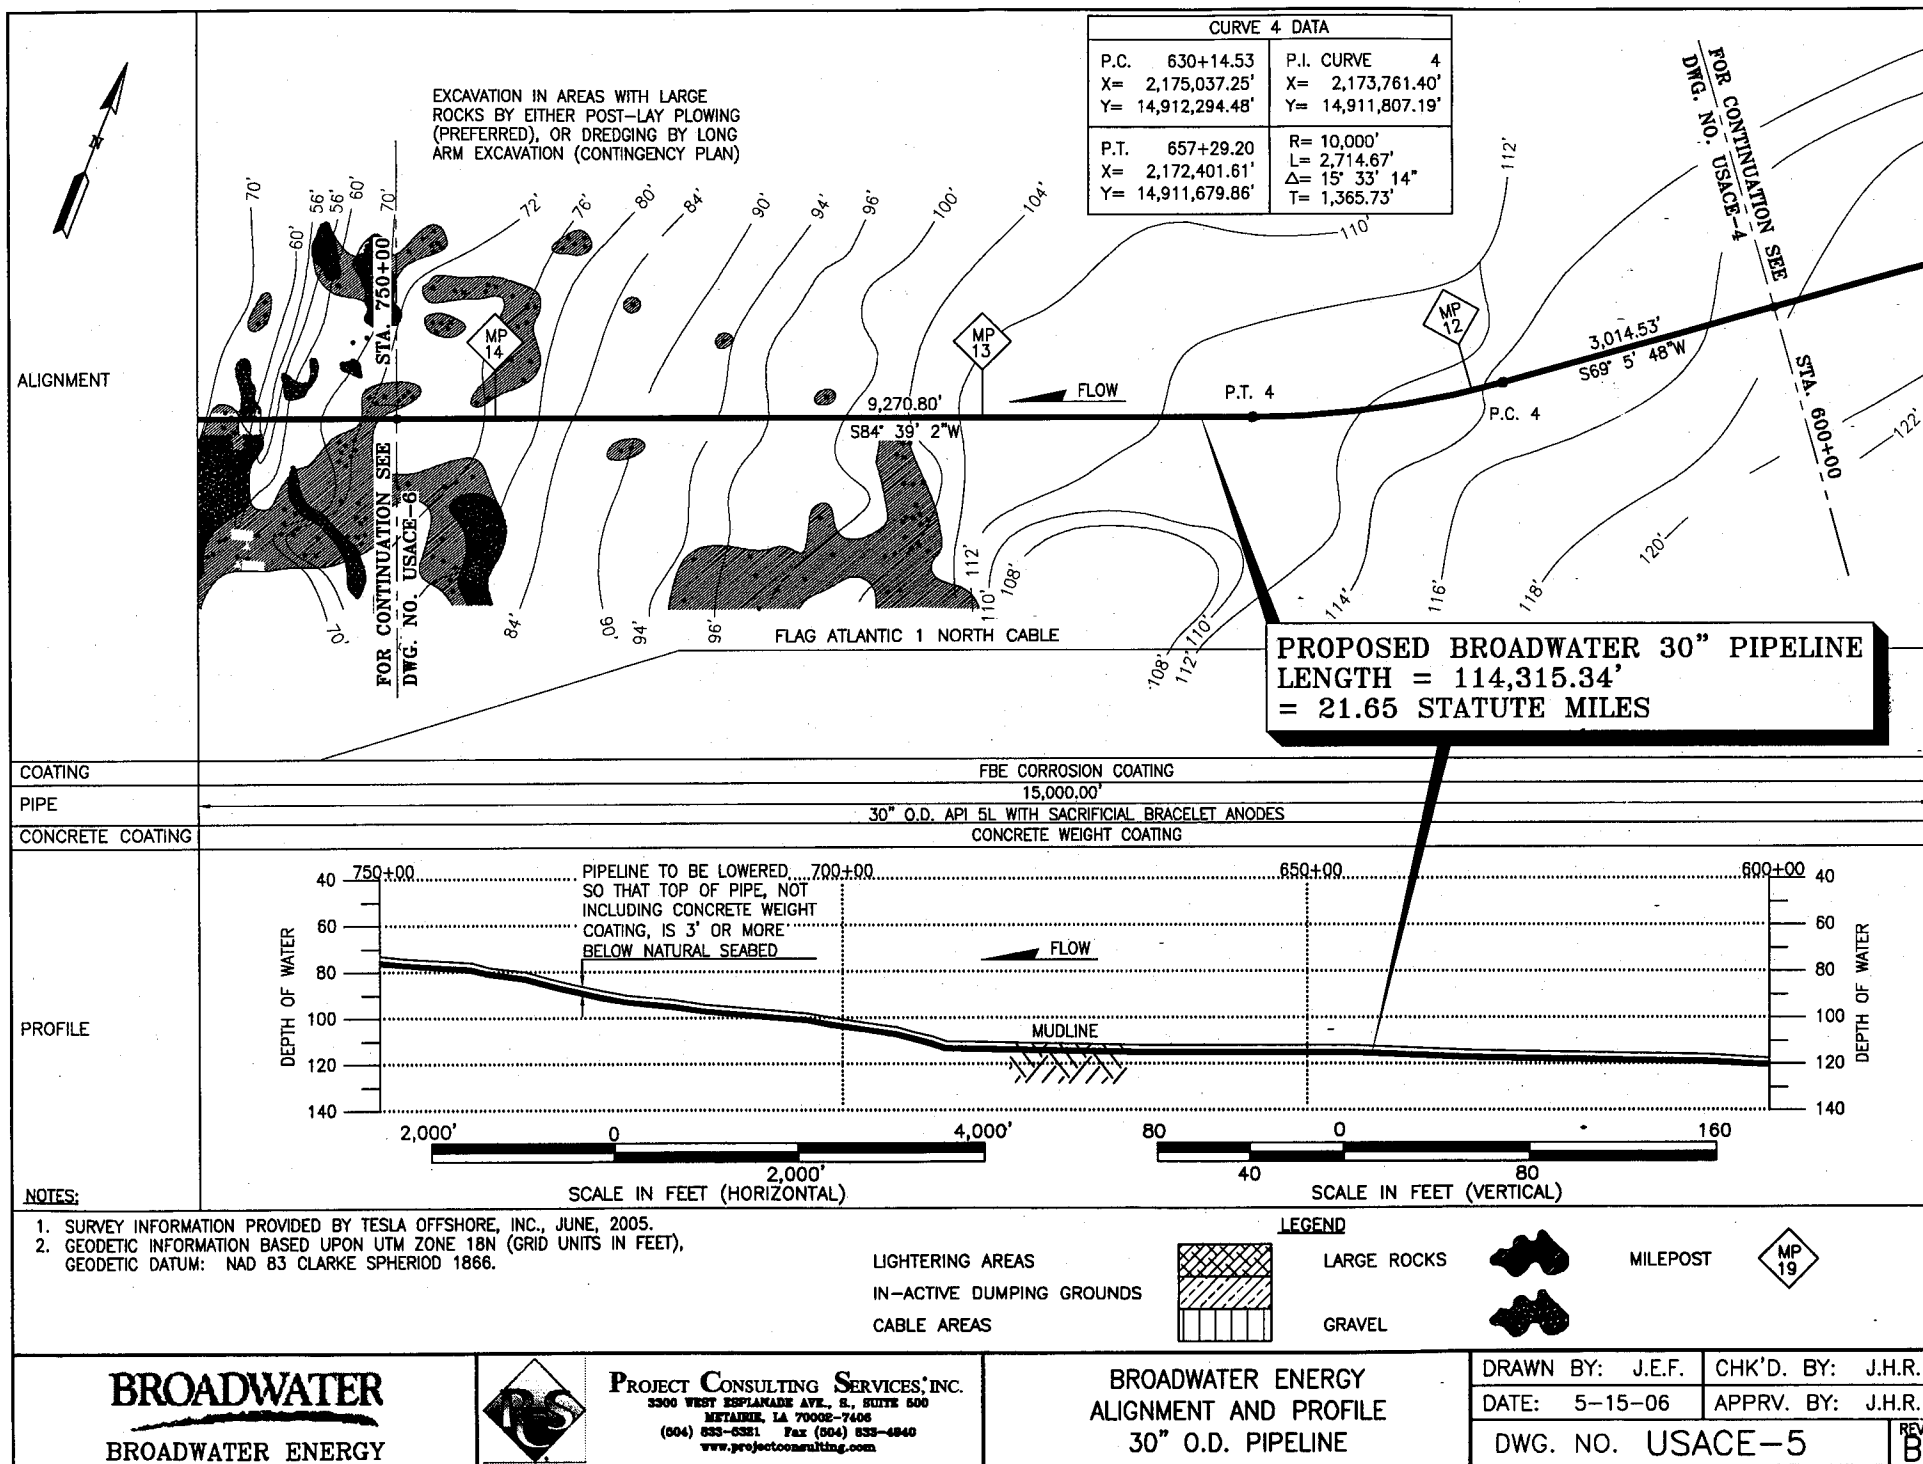 CURVE 4 DATA
P.C. 630+14.53
X= 2,175,037.25'
Y= 14,912,294.48'
P.I. CURVE 4
X= 2,173,761.40'
Y= 14,911,807.19'
P.T. 657+29.20
X= 2,172,401.61'
Y= 14,911,679.86'
R= 10,000'
L= 2,714.67'
Δ= 15° 33' 14"
T= 1,365.73'
N
EXCAVATION IN AREAS WITH LARGE
ROCKS BY EITHER POST-LAY PLOWING
(PREFERRED), OR DREDGING BY LONG
ARM EXCAVATION (CONTINGENCY PLAN)
FOR CONTINUATION SEE
DWG. NO. USACE-4
STA. 600+00
70'
60'
56'
56'
60'
70'
72'
76'
80'
84'
90'
94'
96'
100'
104'
110'
112'
STA. 750+00
FOR CONTINUATION SEE
DWG. NO. USACE-6
ALIGNMENT
MP
14
MP
13
MP
12
FLOW
P.T. 4
P.C. 4
9,270.80'
S84° 39' 2"W
3,014.53'
S69° 5' 48"W
122'
120'
118'
116'
114'
112'
110'
108'
112'
110'
108'
96'
94'
90'
84'
70'
FLAG ATLANTIC 1 NORTH CABLE
PROPOSED BROADWATER 30" PIPELINE
LENGTH = 114,315.34'
= 21.65 STATUTE MILES
COATING
FBE CORROSION COATING
PIPE
15,000.00'
30" O.D. API 5L WITH SACRIFICIAL BRACELET ANODES
CONCRETE COATING
CONCRETE WEIGHT COATING
PROFILE
750+00
700+00
650+00
600+00
40
60
80
100
120
140
DEPTH OF WATER
PIPELINE TO BE LOWERED
SO THAT TOP OF PIPE, NOT
INCLUDING CONCRETE WEIGHT
COATING, IS 3' OR MORE
BELOW NATURAL SEABED
FLOW
MUDLINE
40
60
80
100
120
140
DEPTH OF WATER
2,000'
0
4,000'
2,000'
SCALE IN FEET (HORIZONTAL)
80
0
160
40
80
SCALE IN FEET (VERTICAL)
NOTES:
1. SURVEY INFORMATION PROVIDED BY TESLA OFFSHORE, INC., JUNE, 2005.
2. GEODETIC INFORMATION BASED UPON UTM ZONE 18N (GRID UNITS IN FEET),
GEODETIC DATUM: NAD 83 CLARKE SPHERIOD 1866.
LEGEND
LIGHTERING AREAS
IN-ACTIVE DUMPING GROUNDS
CABLE AREAS
LARGE ROCKS
GRAVEL
MILEPOST
MP
19
BROADWATER
BROADWATER ENERGY
PCS
PROJECT CONSULTING SERVICES, INC.
3300 WEST ESPLANADE AVE., S., SUITE 500
METAIRIE, LA 70002-7406
(504) 833-5321 Fax (504) 833-4940
www.projectconsulting.com
BROADWATER ENERGY
ALIGNMENT AND PROFILE
30" O.D. PIPELINE
DRAWN BY: J.E.F.
CHK'D. BY: J.H.R.
DATE: 5-15-06
APPRV. BY: J.H.R.
DWG. NO. USACE-5
REV
B